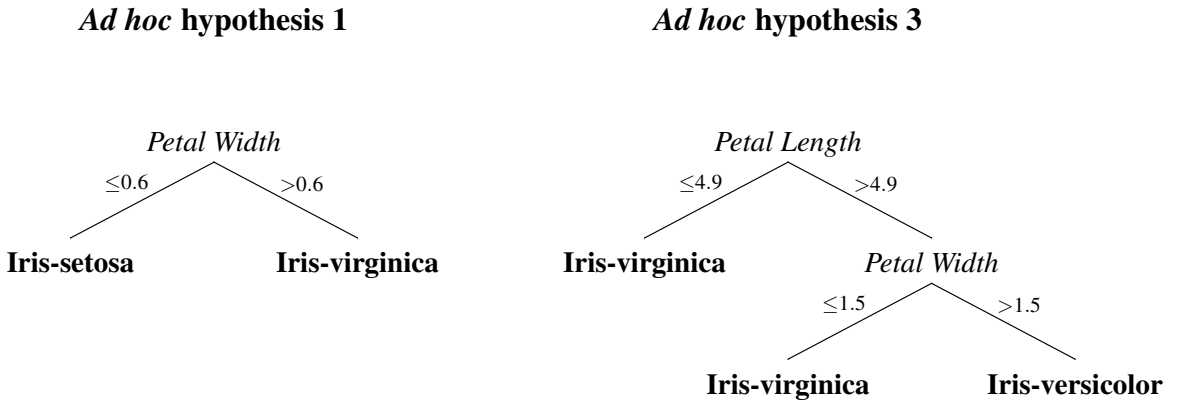 Ad hoc hypothesis 1
Petal Width
≤0.6
>0.6
Iris-setosa
Iris-virginica
Ad hoc hypothesis 3
Petal Length
≤4.9
>4.9
Iris-virginica
Petal Width
≤1.5
>1.5
Iris-virginica
Iris-versicolor